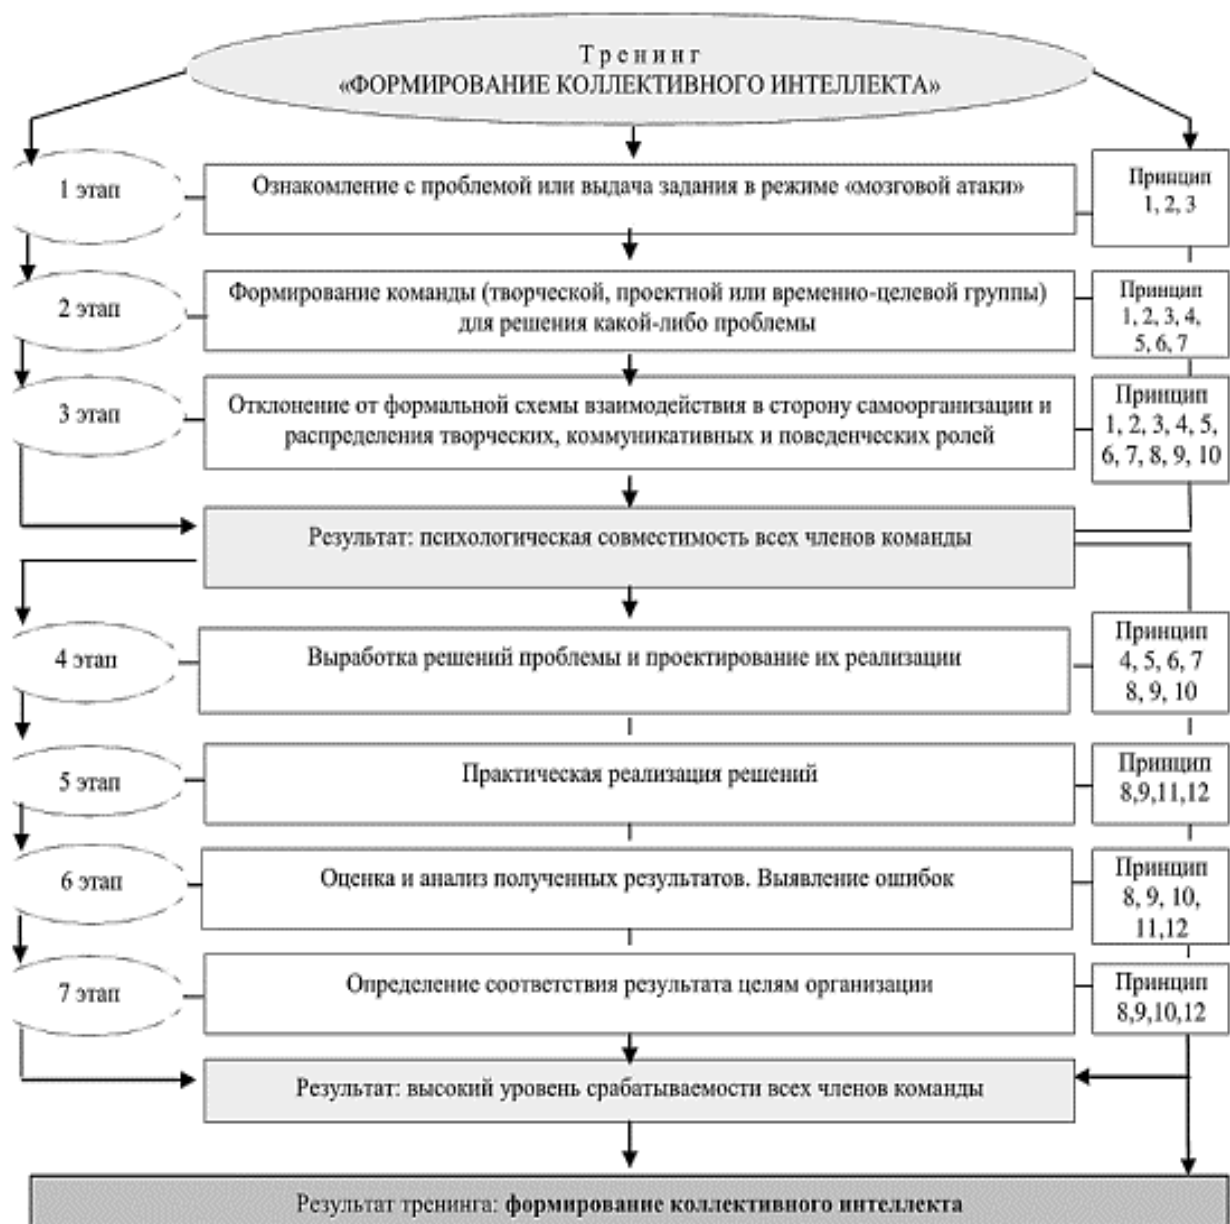 Тренинг
«ФОРМИРОВАНИЕ КОЛЛЕКТИВНОГО ИНТЕЛЛЕКТА»
1 этап
Ознакомление с проблемой или выдача задания в режиме «мозговой атаки»
Принцип
1, 2, 3
2 этап
Формирование команды (творческой, проектной или временно-целевой группы)
для решения какой-либо проблемы
Принцип
1, 2, 3, 4,
5, 6, 7
3 этап
Отклонение от формальной схемы взаимодействия в сторону самоорганизации и
распределения творческих, коммуникативных и поведенческих ролей
Принцип
1, 2, 3, 4, 5,
6, 7, 8, 9, 10
Результат: психологическая совместимость всех членов команды
4 этап
Выработка решений проблемы и проектирование их реализации
Принцип
4, 5, 6, 7
8, 9, 10
5 этап
Практическая реализация решений
Принцип
8,9,11,12
6 этап
Оценка и анализ полученных результатов. Выявление ошибок
Принцип
8, 9, 10,
11,12
7 этап
Определение соответствия результата целям организации
Принцип
8,9,10,12
Результат: высокий уровень срабатываемости всех членов команды
Результат тренинга: формирование коллективного интеллекта